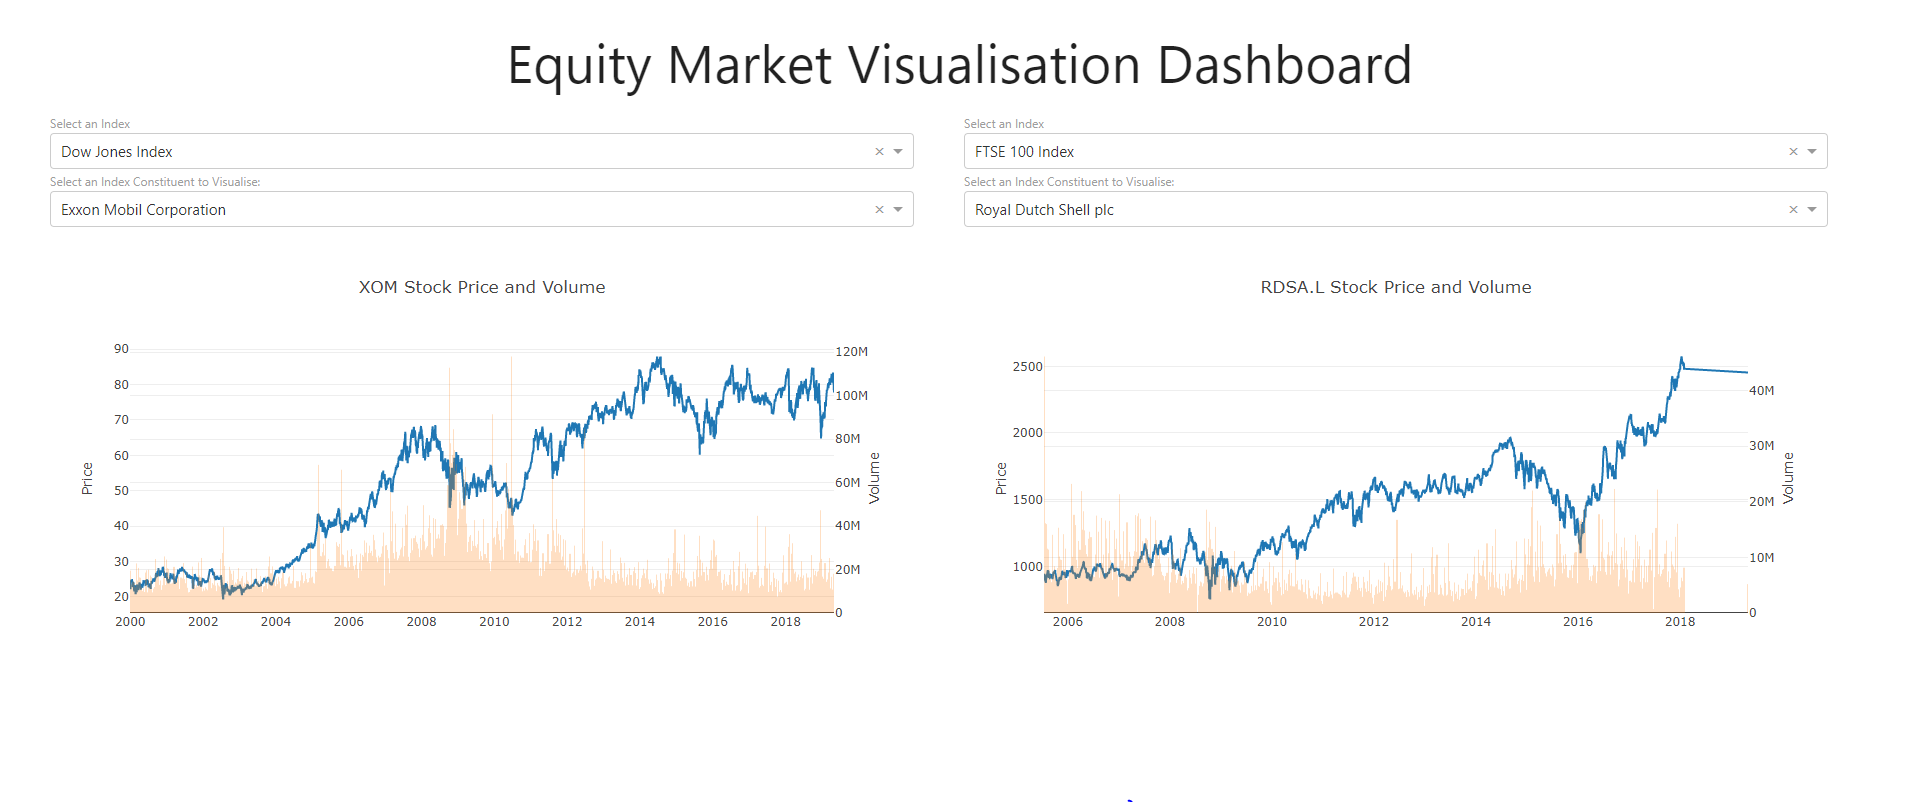 Equity Market Visualisation Dashboard
Select an Index
Dow Jones Index
Select an Index Constituent to Visualise:
Exxon Mobil Corporation
Select an Index
FTSE 100 Index
Select an Index Constituent to Visualise:
Royal Dutch Shell plc
XOM Stock Price and Volume
Price
90
80
70
60
50
40
30
20
120M
100M
80M
60M
40M
20M
0
Volume
2000 2002 2004 2006 2008 2010 2012 2014 2016 2018
RDSA.L Stock Price and Volume
Price
2500
2000
1500
1000
40M
30M
20M
10M
0
Volume
2006 2008 2010 2012 2014 2016 2018